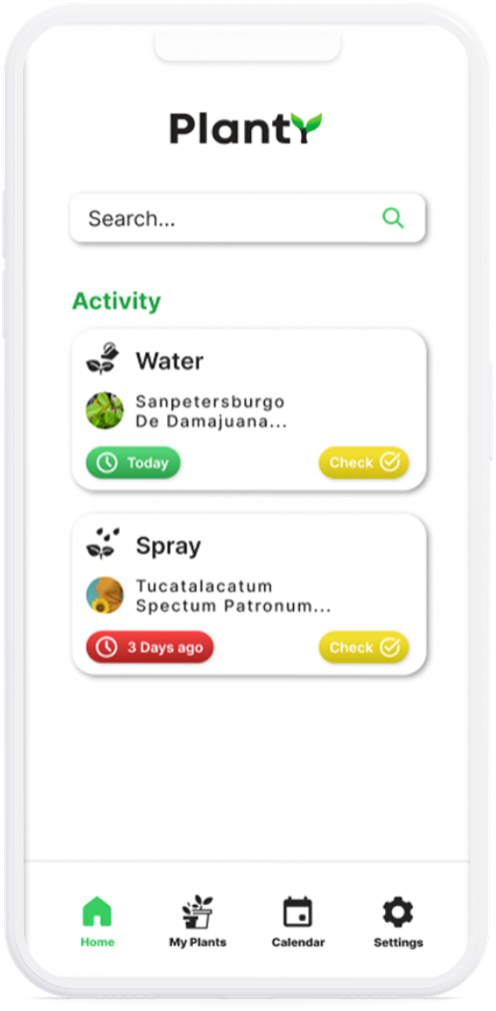 Planty
Search...
Activity
Water
Sanpetersburgo
De Damajuana...
Today
Check
Spray
Tucatalacatum
Spectum Patronum...
3 Days ago
Check
Home
My Plants
Calendar
Settings